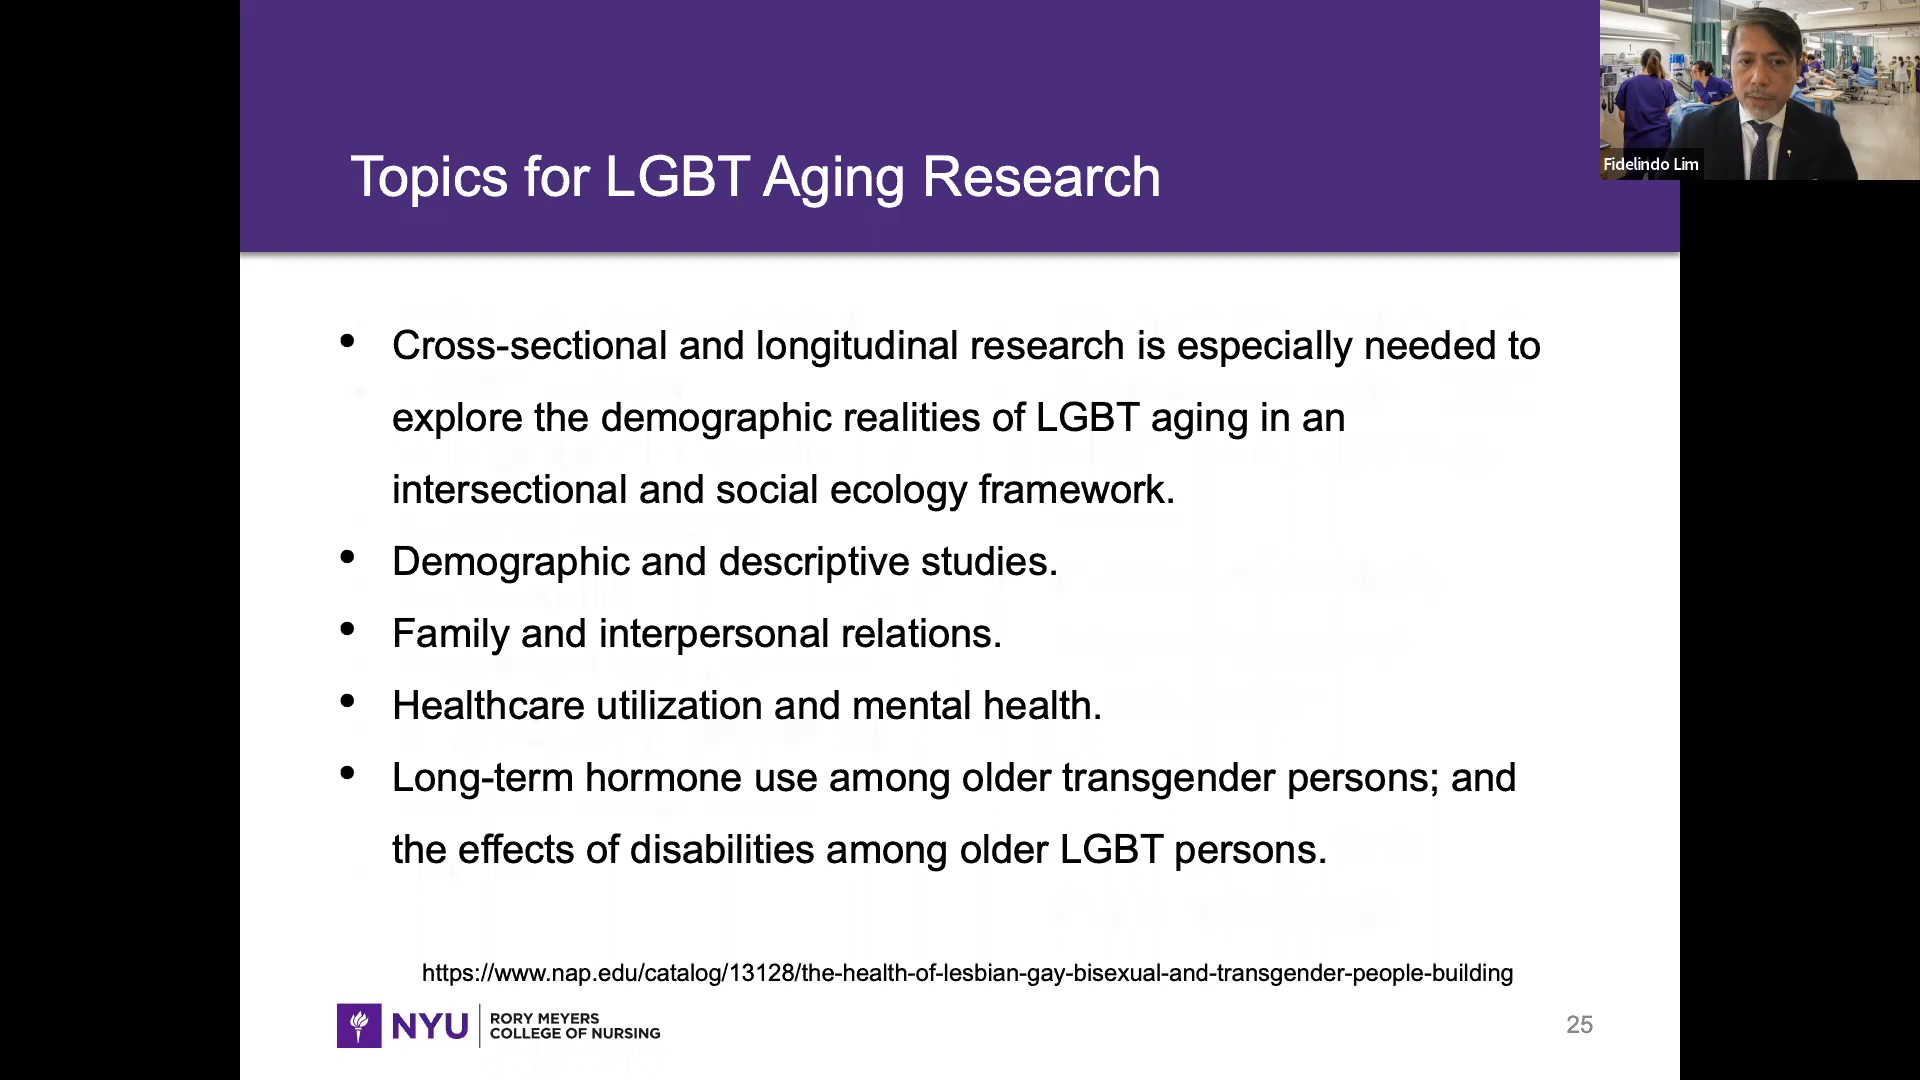 Topics for LGBT Aging Research
Fidelindo Lim
• Cross-sectional and longitudinal research is especially needed to
explore the demographic realities of LGBT aging in an
intersectional and social ecology framework.
• Demographic and descriptive studies.
• Family and interpersonal relations.
• Healthcare utilization and mental health.
• Long-term hormone use among older transgender persons; and
the effects of disabilities among older LGBT persons.
https://www.nap.edu/catalog/13128/the-health-of-lesbian-gay-bisexual-and-transgender-people-building
NYU
RORY MEYERS
COLLEGE OF NURSING
25